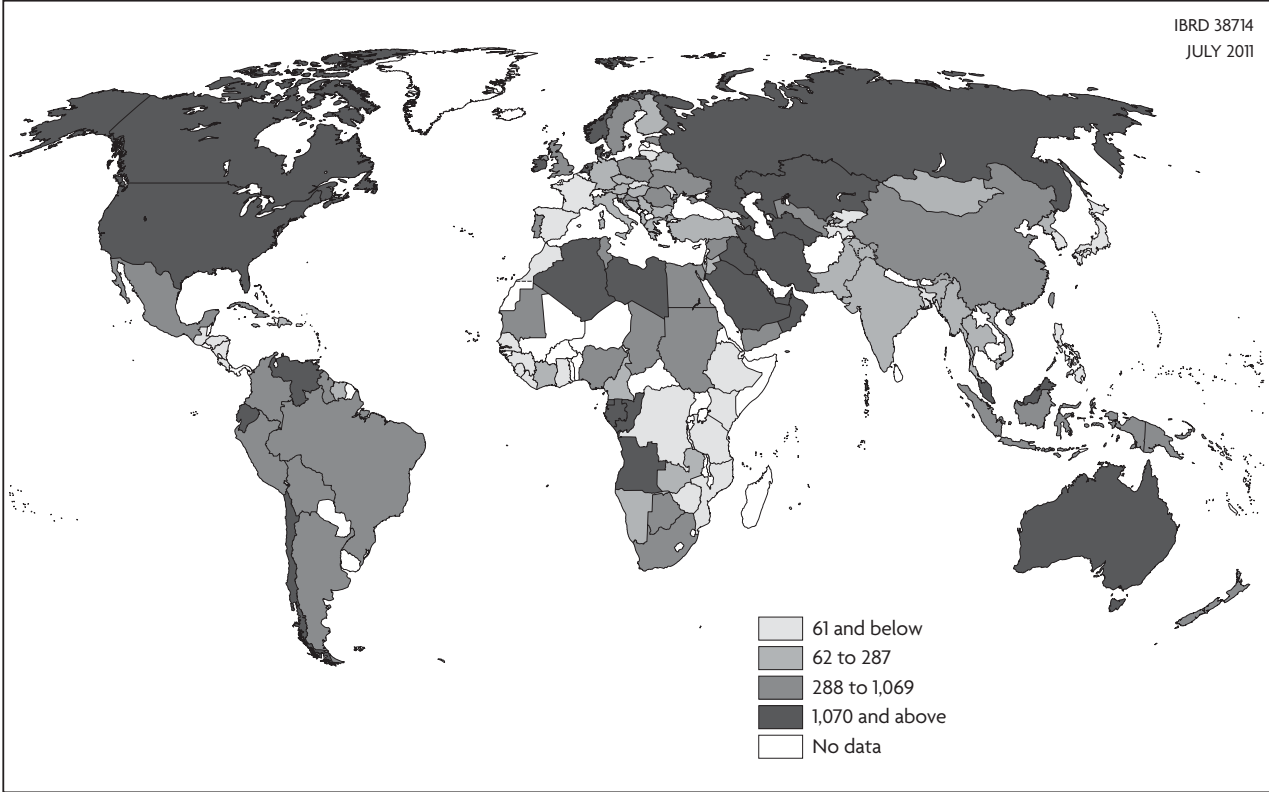 IBRD 38714
JULY 2011
61 and below
62 to 287
288 to 1,069
1,070 and above
No data